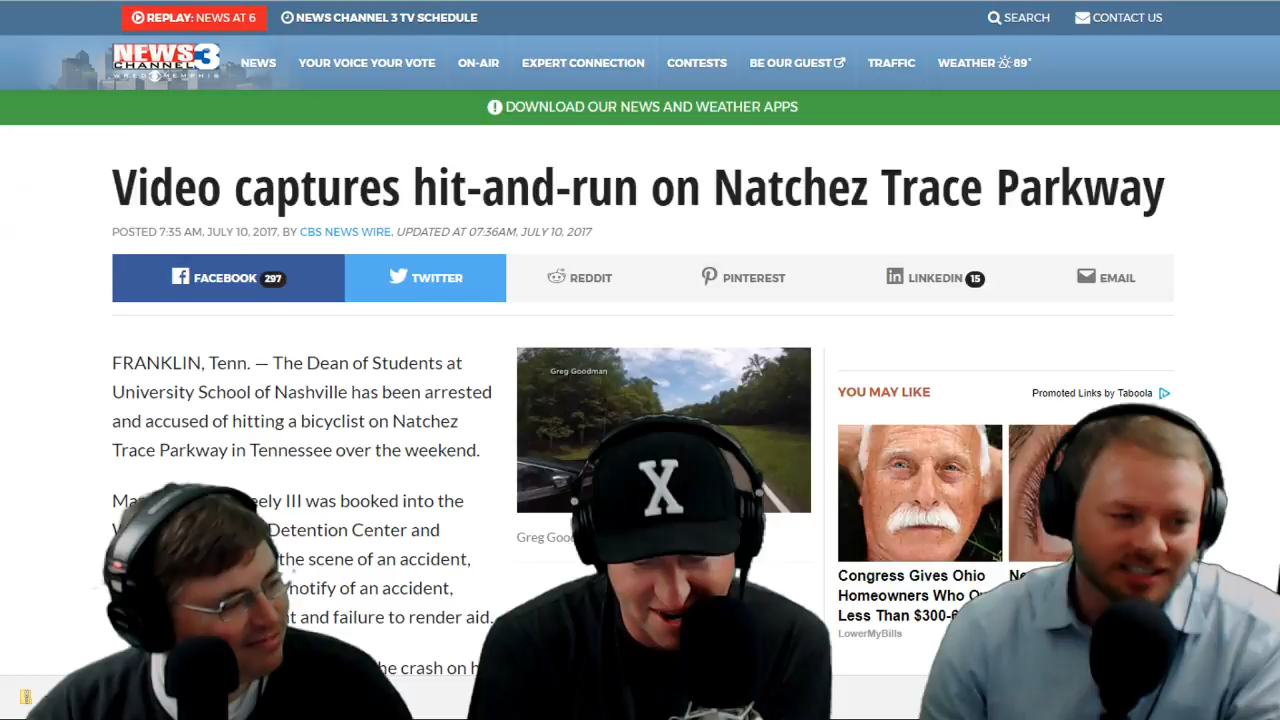 REPLAY: NEWS AT 6
NEWS CHANNEL 3 TV SCHEDULE
SEARCH
CONTACT US
NEWS
CHANNEL 3
WREG MEMPHIS
NEWS
YOUR VOICE YOUR VOTE
ON-AIR
EXPERT CONNECTION
CONTESTS
BE OUR GUEST
TRAFFIC
WEATHER 89°
DOWNLOAD OUR NEWS AND WEATHER APPS
Video captures hit-and-run on Natchez Trace Parkway
POSTED 7:35 AM, JULY 10, 2017, BY CBS NEWS WIRE, UPDATED AT 07:36AM, JULY 10, 2017
FACEBOOK 297
TWITTER
REDDIT
PINTEREST
LINKEDIN 15
EMAIL
FRANKLIN, Tenn. — The Dean of Students at
University School of Nashville has been arrested
and accused of hitting a bicyclist on Natchez
Trace Parkway in Tennessee over the weekend.
Ma eely III was booked into the
W Detention Center and
the scene of an accident,
notify of an accident,
t and failure to render aid.
he crash on h
Greg Goodman
Greg Goo
X
YOU MAY LIKE
Promoted Links by Taboola
Congress Gives Ohio
Homeowners Who O
Less Than $300-6
LowerMyBills
Ne